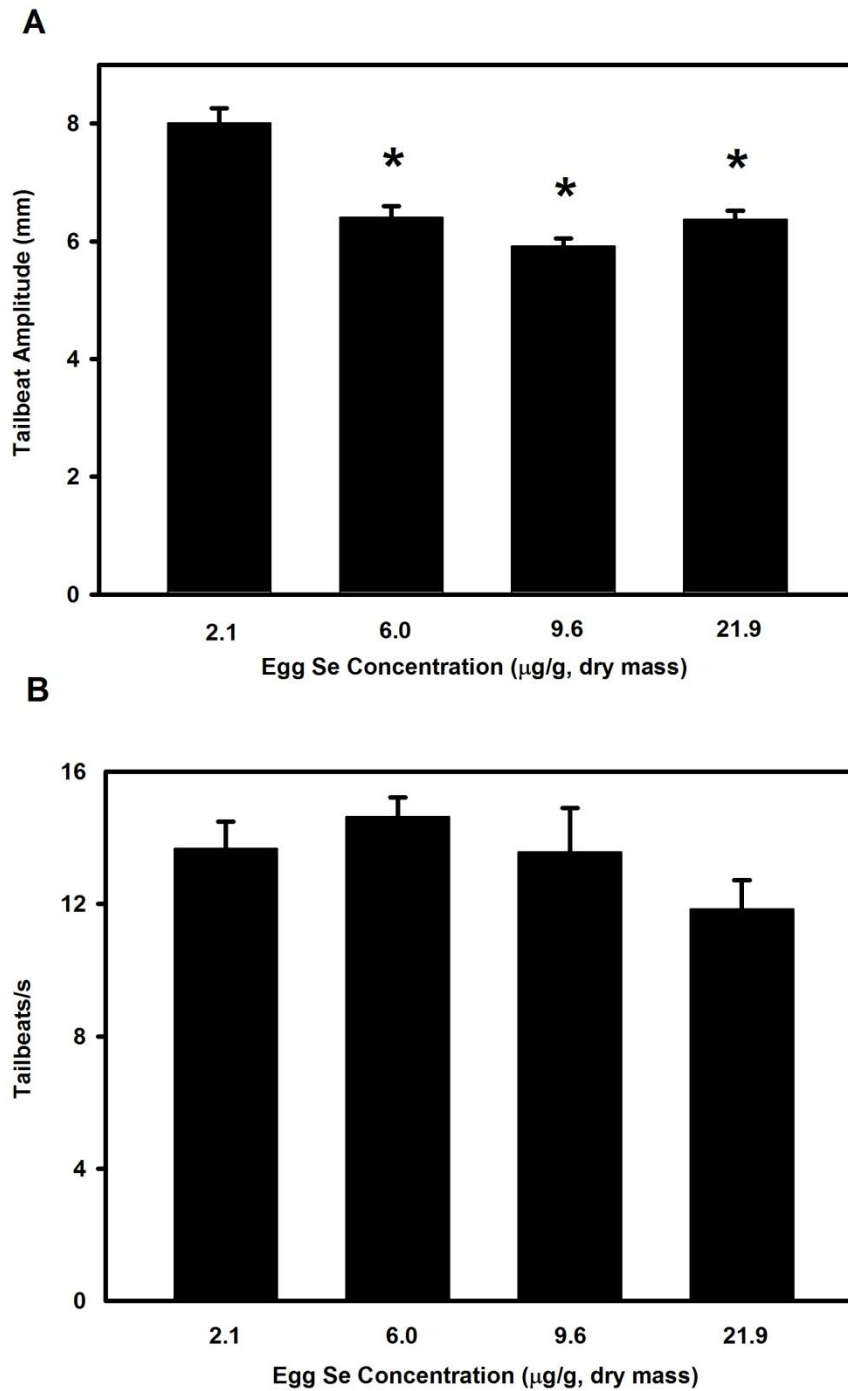 A
8
6
4
2
0
Tailbeat Amplitude (mm)
*
*
*
2.1 6.0 9.6 21.9
Egg Se Concentration (μg/g, dry mass)
B
16
12
8
4
0
Tailbeats/s
2.1 6.0 9.6 21.9
Egg Se Concentration (μg/g, dry mass)